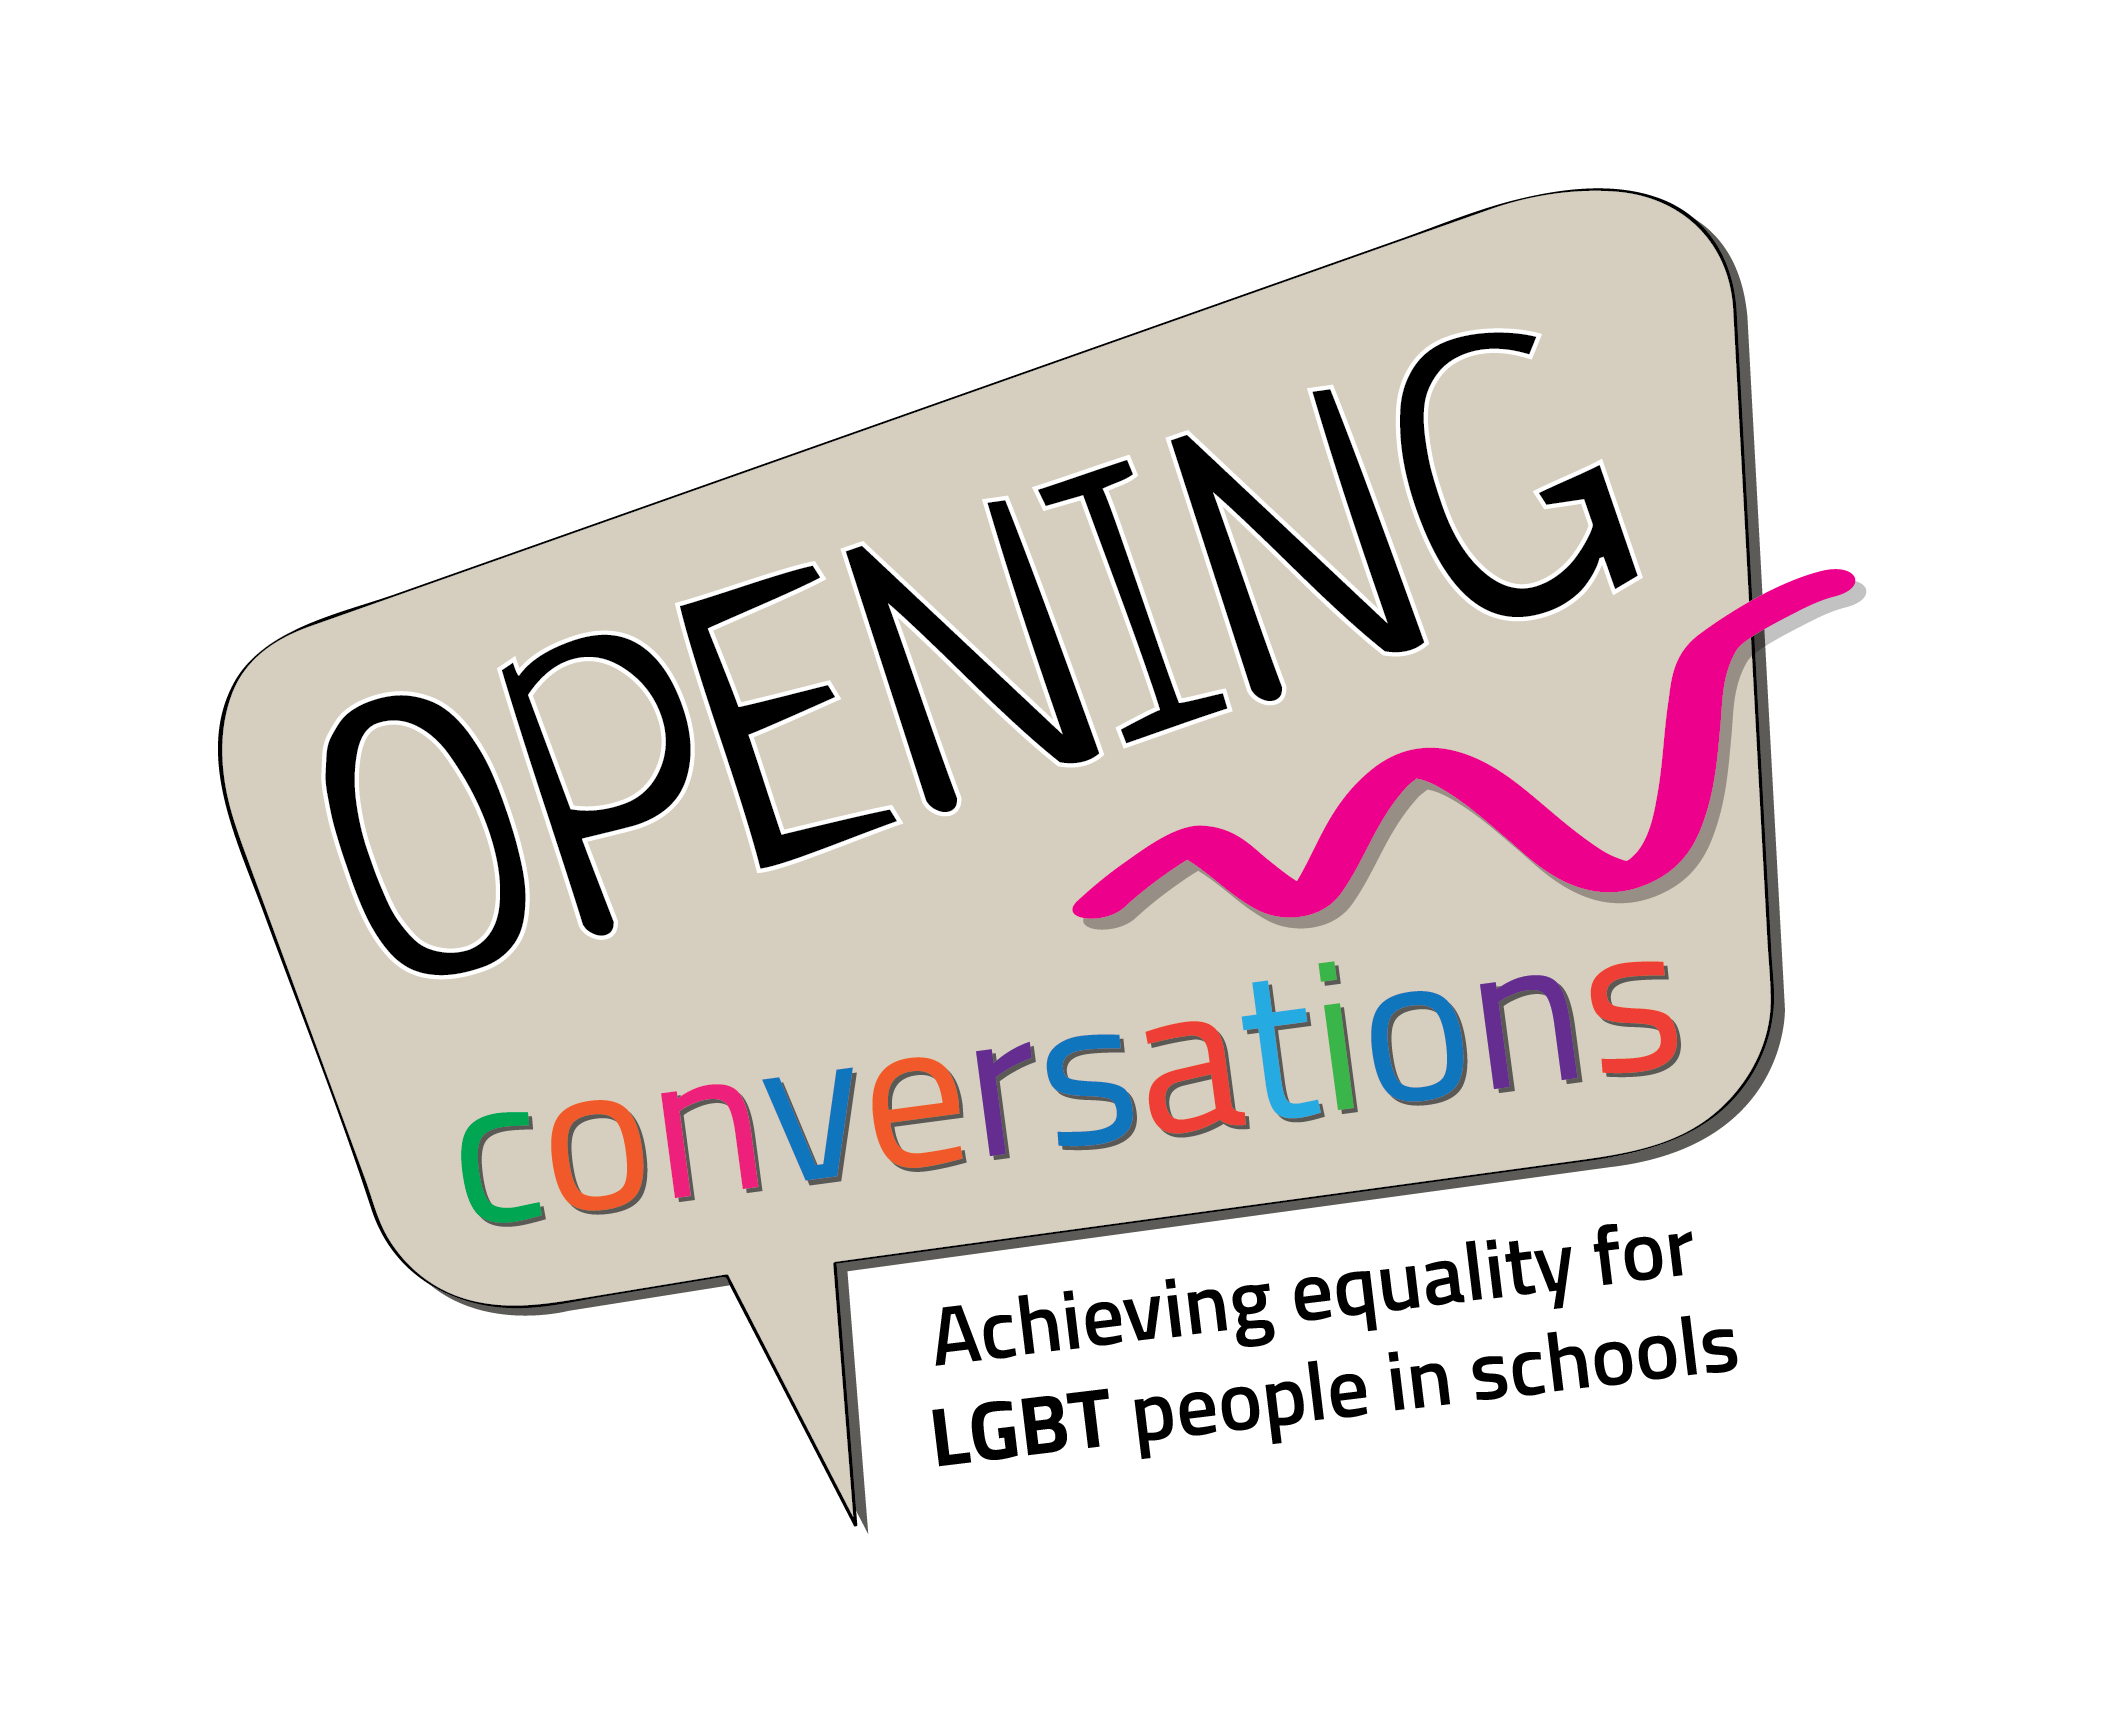 OPENING
conversations
Achieving equality for
LGBT people in schools